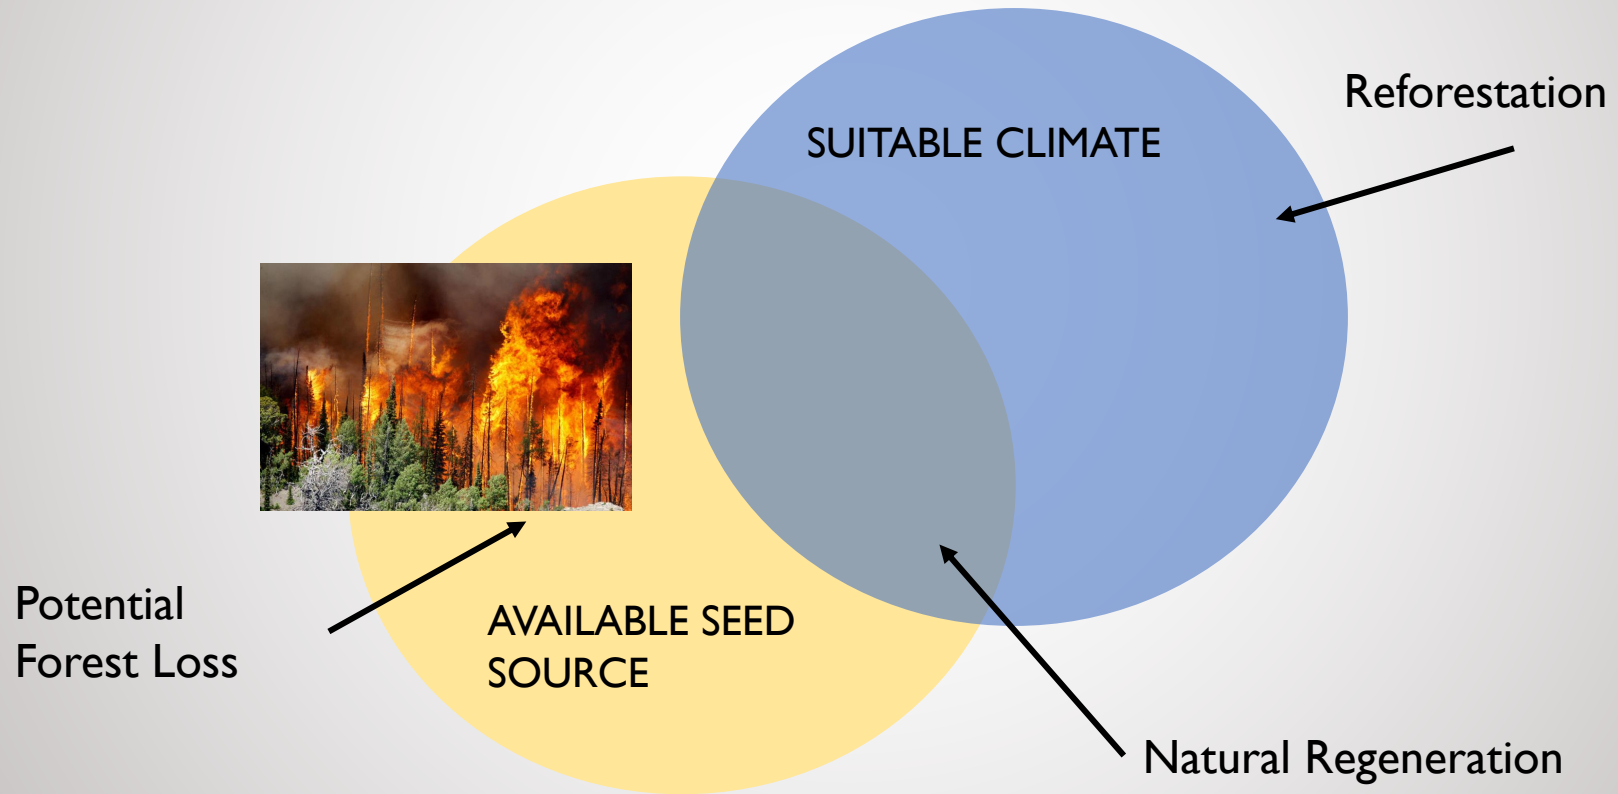 Reforestation
SUITABLE CLIMATE
Potential
Forest Loss
AVAILABLE SEED
SOURCE
Natural Regeneration